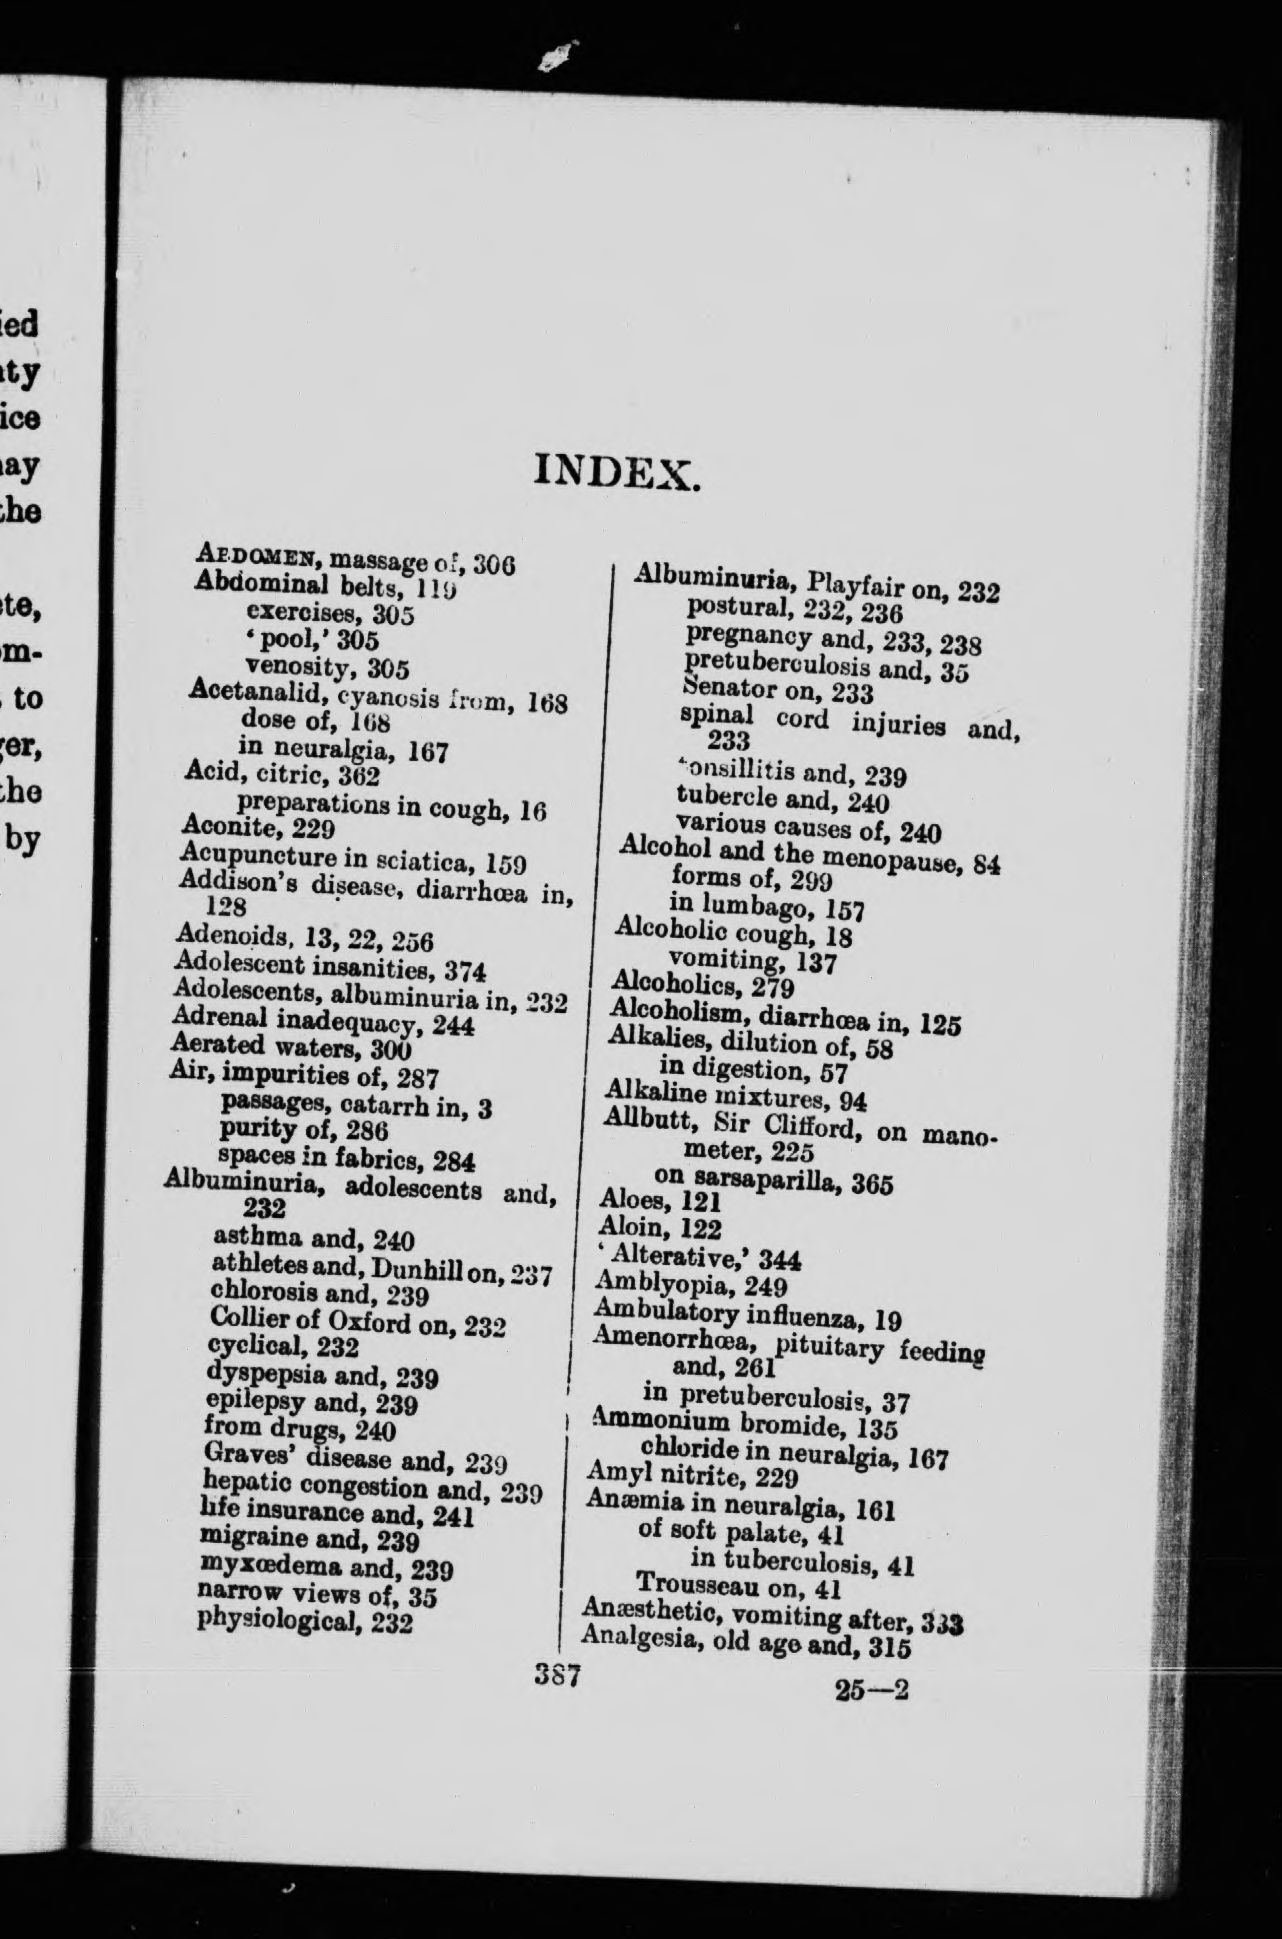 ied
ice
ay
the
to
the
by
INDEX.
ABDOMEN, massage of, 306
Abdominal belts, 119
exercises, 305
‘pool,’ 305
venosity, 305
Acetanalid, cyanosis from, 168
dose of, 168
in neuralgia, 167
Acid, citric, 362
preparations in cough, 16
Aconite, 229
Acupuncture in sciatica, 159
Addison’s disease, diarrhœa in,
128
Adenoids, 13, 22, 256
Adolescent insanities, 374
Adolescents, albuminuria in, 232
Adrenal inadequacy, 244
Aerated waters, 300
Air, impurities of, 287
passages, catarrh in, 3
purity of, 286
spaces in fabrics, 284
Albuminuria, adolescents and,
232
asthma and, 240
athletes and, Dunhill on, 237
chlorosis and, 239
Collier of Oxford on, 232
cyclical, 232
dyspepsia and, 239
epilepsy and, 239
from drugs, 240
Graves’ disease and, 239
hepatic congestion and, 239
life insurance and, 241
migraine and, 239
myxœdema and, 239
narrow views of, 35
physiological, 232
Albuminuria, Playfair on, 232
postural, 232, 236
pregnancy and, 233, 238
pretuberculosis and, 35
Senator on, 233
spinal cord injuries and,
233
tonsillitis and, 239
tubercle and, 240
various causes of, 240
Alcohol and the menopause, 84
forms of, 299
in lumbago, 157
Alcoholic cough, 18
vomiting, 137
Alcoholics, 279
Alcoholism, diarrhœa in, 125
Alkalies, dilution of, 58
in digestion, 57
Alkaline mixtures, 94
Allbutt, Sir Clifford, on mano-
meter, 225
on sarsaparilla, 365
Aloes, 121
Aloin, 122
‘Alterative,’ 344
Amblyopia, 249
Ambulatory influenza, 19
Amenorrhœa, pituitary feeding
and, 261
in pretuberculosis, 37
Ammonium bromide, 135
chloride in neuralgia, 167
Amyl nitrite, 229
Anæmia in neuralgia, 161
of soft palate, 41
in tuberculosis, 41
Trousseau on, 41
Anæsthetic, vomiting after, 333
Analgesia, old age and, 315
387
25—2